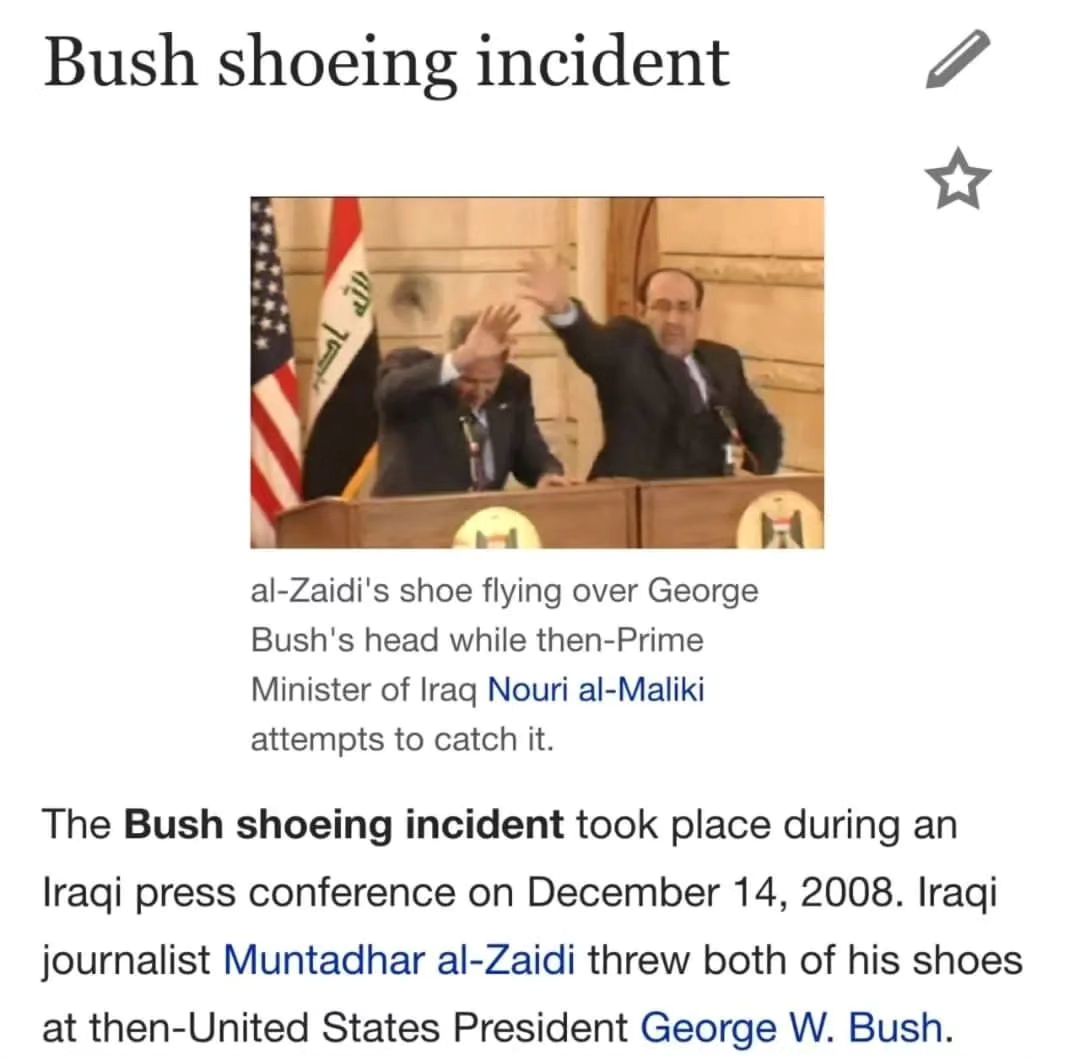 Bush shoeing incident
الله اكبر
al-Zaidi's shoe flying over George
Bush's head while then-Prime
Minister of Iraq Nouri al-Maliki
attempts to catch it.
The Bush shoeing incident took place during an
Iraqi press conference on December 14, 2008. Iraqi
journalist Muntadhar al-Zaidi threw both of his shoes
at then-United States President George W. Bush.